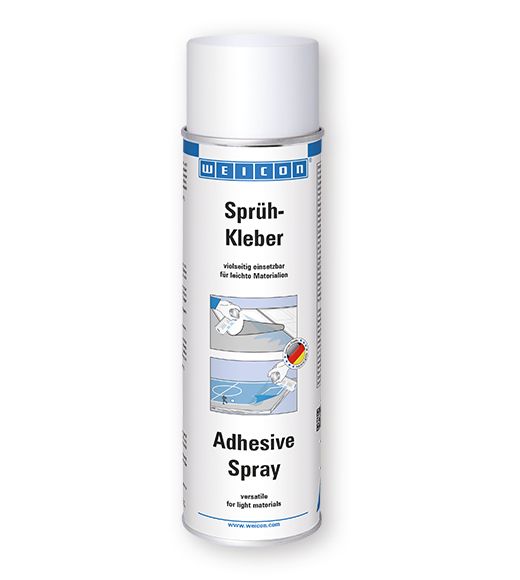 WEICON®
Sprüh-
Kleber
vielseitig einsetzbar
für leichte Materialien
Adhesive
Spray
versatile
for light materials
www.weicon.com